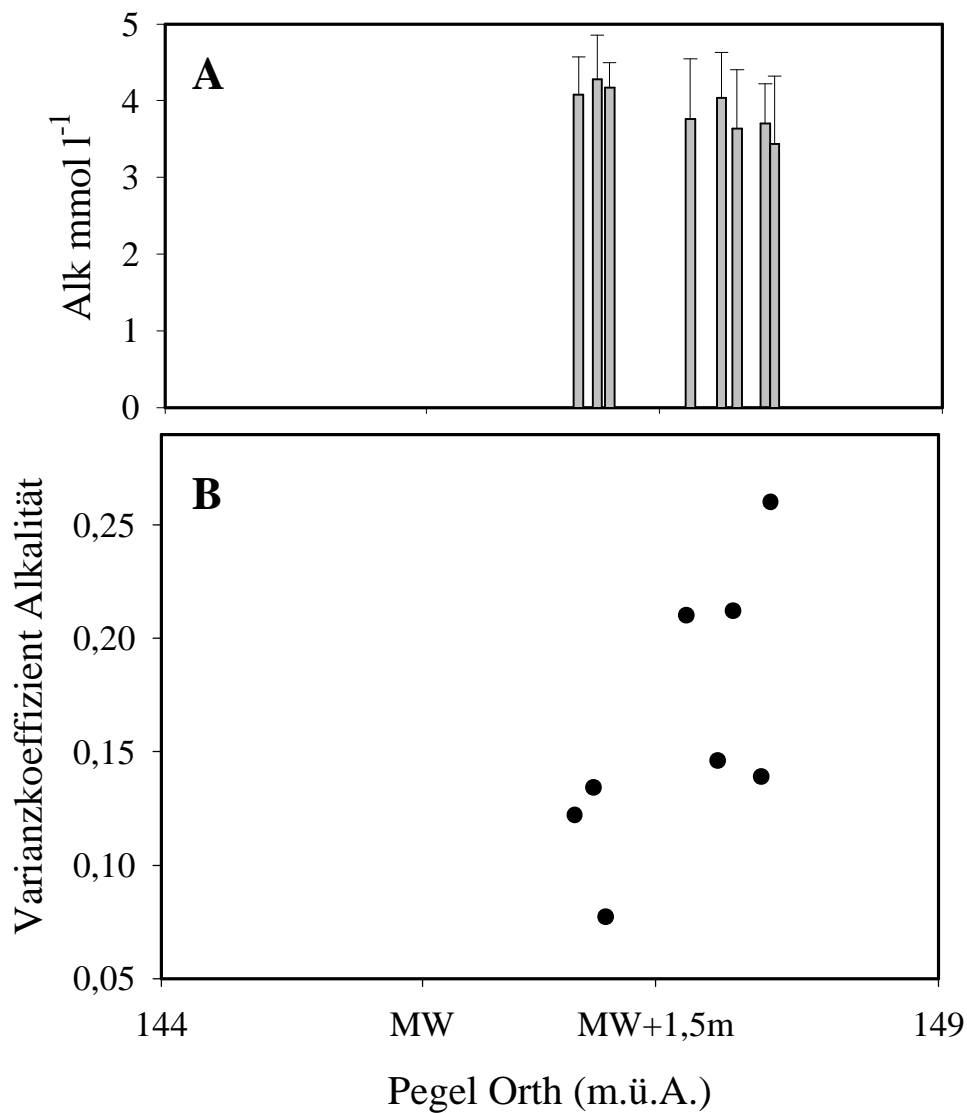 A
5
4
3
2
1
0
Alk mmol l⁻¹
B
0,25
0,20
0,15
0,10
0,05
Varianzkoeffizient Alkalität
144 MW MW+1,5m 149
Pegel Orth (m.ü.A.)